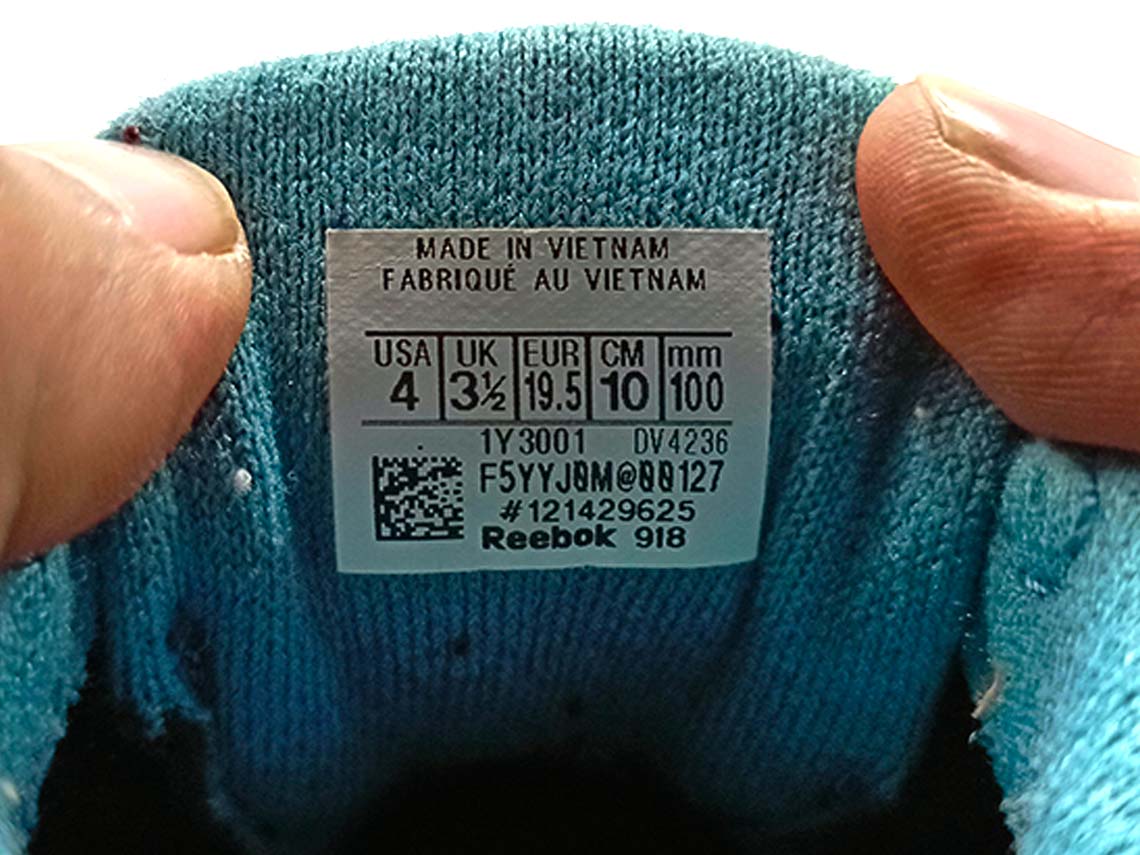 MADE IN VIETNAM
FABRIQUÉ AU VIETNAM
USA UK EUR CM mm
4 3½ 19.5 10 100
1Y3001 DV4236
F5YYJ0M@00127
#121429625
Reebok 918